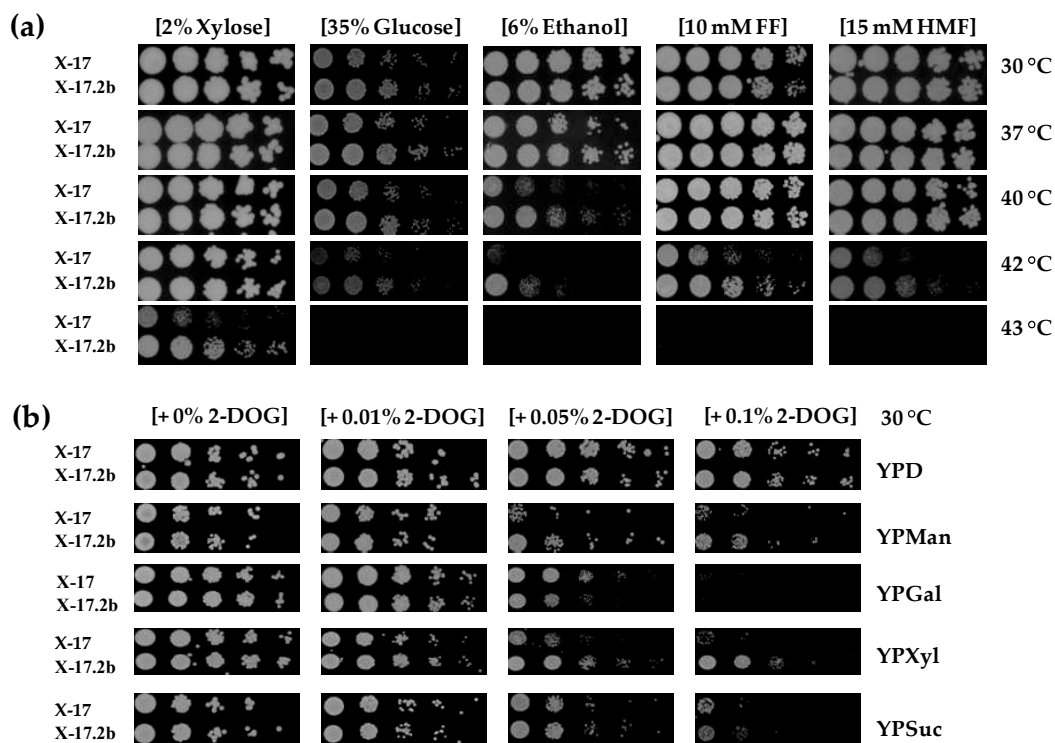 (a)
[2% Xylose] [35% Glucose] [6% Ethanol] [10 mM FF] [15 mM HMF]
X-17 30 °C
X-17.2b
X-17 37 °C
X-17.2b
X-17 40 °C
X-17.2b
X-17 42 °C
X-17.2b
X-17 43 °C
X-17.2b
(b)
[+ 0% 2-DOG] [+ 0.01% 2-DOG] [+ 0.05% 2-DOG] [+ 0.1% 2-DOG] 30 °C
X-17
X-17.2b YPD
X-17
X-17.2b YPMan
X-17
X-17.2b YPGal
X-17
X-17.2b YPXyl
X-17
X-17.2b YPSuc